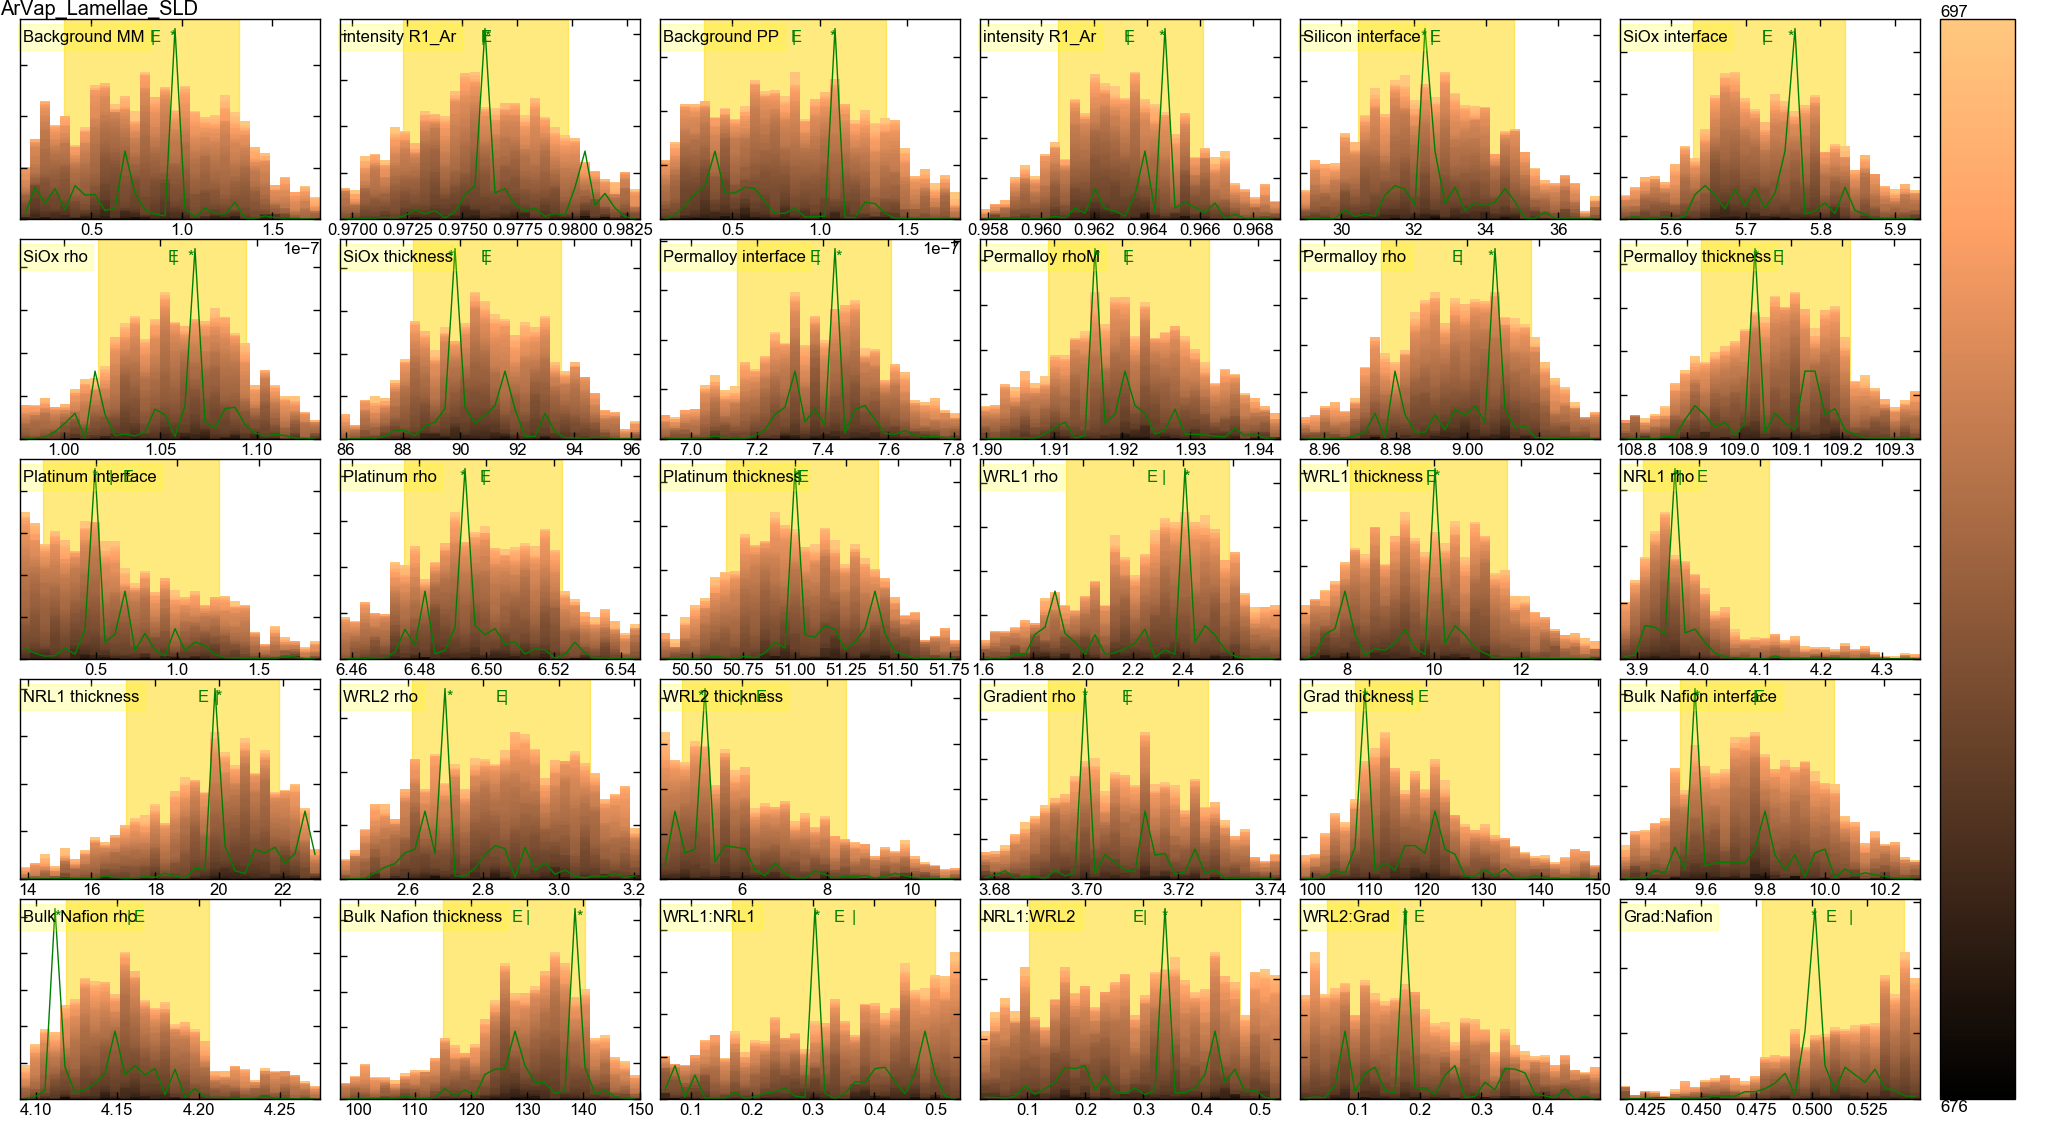 ArVap_Lamellae_SLD
697
Background MM E | *
intensity R1_Ar E *
Background PP E *
intensity R1_Ar E *
Silicon interface * E
SiOx interface E *
0.5 1.0 1.5
0.9700 0.9725 0.9750 0.9775 0.9800 0.9825
0.5 1.0 1.5
0.958 0.960 0.962 0.964 0.966 0.968
30 32 34 36
5.6 5.7 5.8 5.9
1e−7
1e−7
SiOx rho E *
SiOx thickness * E
Permalloy interface E *
Permalloy rhoM * E
Permalloy rho E *
Permalloy thickness * E
1.00 1.05 1.10
86 88 90 92 94 96
7.0 7.2 7.4 7.6 7.8
1.90 1.91 1.92 1.93 1.94
8.96 8.98 9.00 9.02
108.8 108.9 109.0 109.1 109.2 109.3
Platinum interface * | E
Platinum rho * E
Platinum thickness * E
WRL1 rho E | *
WRL1 thickness E *
NRL1 rho * | E
0.5 1.0 1.5
6.46 6.48 6.50 6.52 6.54
50.50 50.75 51.00 51.25 51.50 51.75
1.6 1.8 2.0 2.2 2.4 2.6
8 10 12
3.9 4.0 4.1 4.2 4.3
NRL1 thickness E | *
WRL2 rho * E |
WRL2 thickness * | E
Gradient rho * E
Grad thickness * | E
Bulk Nafion interface * | E
14 16 18 20 22
2.6 2.8 3.0 3.2
6 8 10
3.68 3.70 3.72 3.74
100 110 120 130 140 150
9.4 9.6 9.8 10.0 10.2
Bulk Nafion rho * | E
Bulk Nafion thickness E | *
WRL1:NRL1 * E |
NRL1:WRL2 E | *
WRL2:Grad * E
Grad:Nafion * E |
4.10 4.15 4.20 4.25
100 110 120 130 140 150
0.1 0.2 0.3 0.4 0.5
0.1 0.2 0.3 0.4 0.5
0.1 0.2 0.3 0.4
0.425 0.450 0.475 0.500 0.525
676